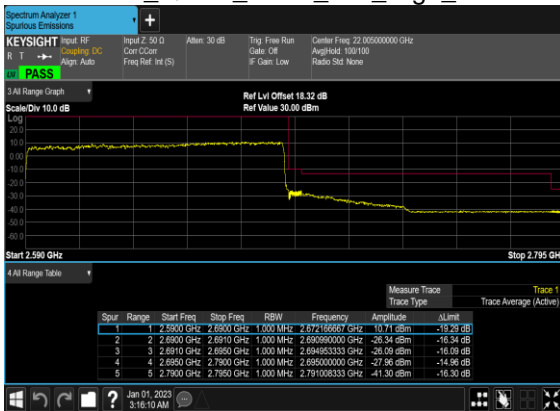 Spectrum Analyzer 1
Spurious Emissions
+
KEYSIGHT Input: RF Input Z: 50 Ω Atten: 30 dB Trig: Free Run Center Freq: 22.005000000 GHz
R T Coupling: DC Corr CCorr Gate: Off Avg|Hold: 100/100
Align: Auto Freq Ref: Int (S) IF Gain: Low Radio Std: None
PASS
3 All Range Graph
Ref Lvl Offset 18.32 dB
Scale/Div 10.0 dB Ref Value 30.00 dBm
Log
20.0
10.0
0.00
-10.0
-20.0
-30.0
-40.0
-50.0
-60.0
Start 2.590 GHz Stop 2.795 GH
4 All Range Table
Measure Trace Trace 1
Trace Type Trace Average (Active)
Spur Range Start Freq Stop Freq RBW Frequency Amplitude ΔLimit
1 1 2.5900 GHz 2.6900 GHz 1.000 MHz 2.672166667 GHz 10.71 dBm -19.29 dB
2 2 2.6900 GHz 2.6910 GHz 1.000 MHz 2.690990000 GHz -26.34 dBm -16.34 dB
3 3 2.6910 GHz 2.6950 GHz 1.000 MHz 2.694953333 GHz -26.09 dBm -16.09 dB
4 4 2.6950 GHz 2.7900 GHz 1.000 MHz 2.695000000 GHz -27.96 dBm -14.96 dB
5 5 2.7900 GHz 2.7950 GHz 1.000 MHz 2.791008333 GHz -41.30 dBm -16.30 dB
? Jan 01, 2023
3:16:10 AM